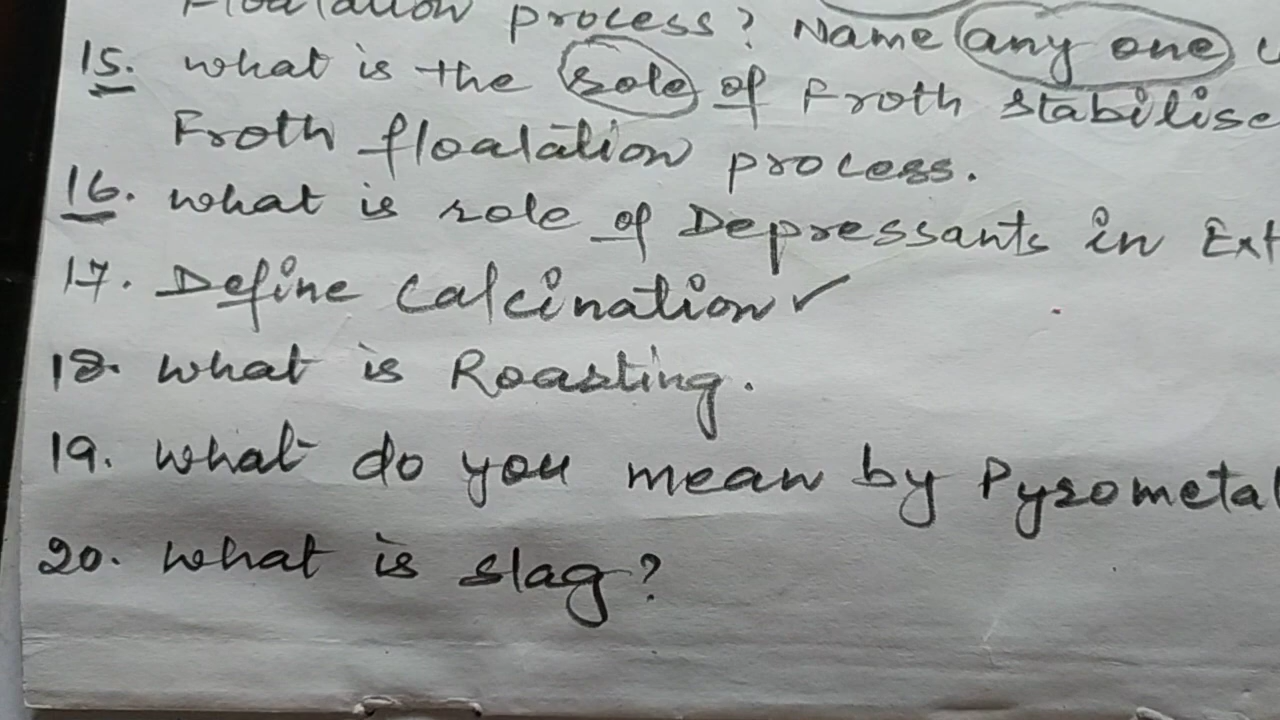 Floatation process? Name any one
15. what is the role of Froth stabilise
Froth floatation process.
16. what is role of Depressants in Ext
17. Define Calcination ✓
18. what is Roasting.
19. what do you mean by Pyrometal
20. what is slag?